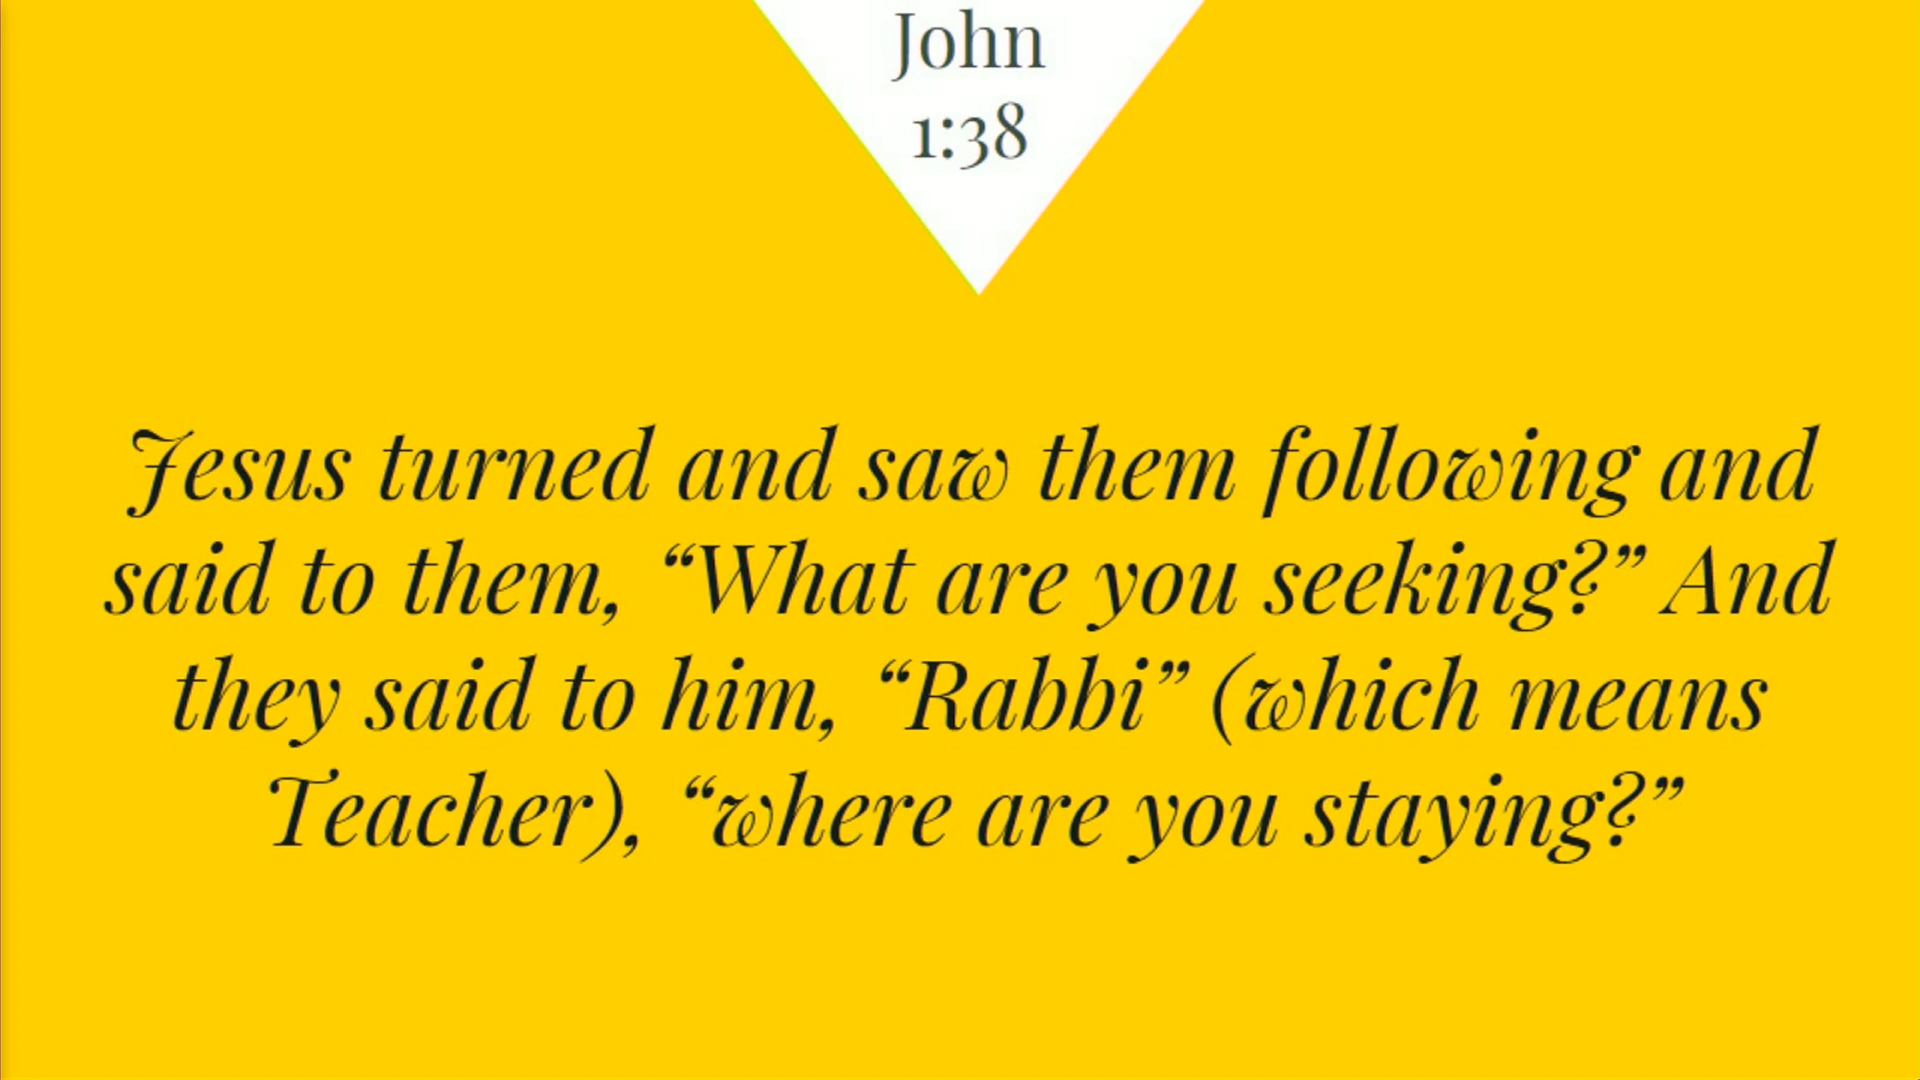 John
1:38
Jesus turned and saw them following and
said to them, “What are you seeking?” And
they said to him, “Rabbi” (which means
Teacher), “where are you staying?”